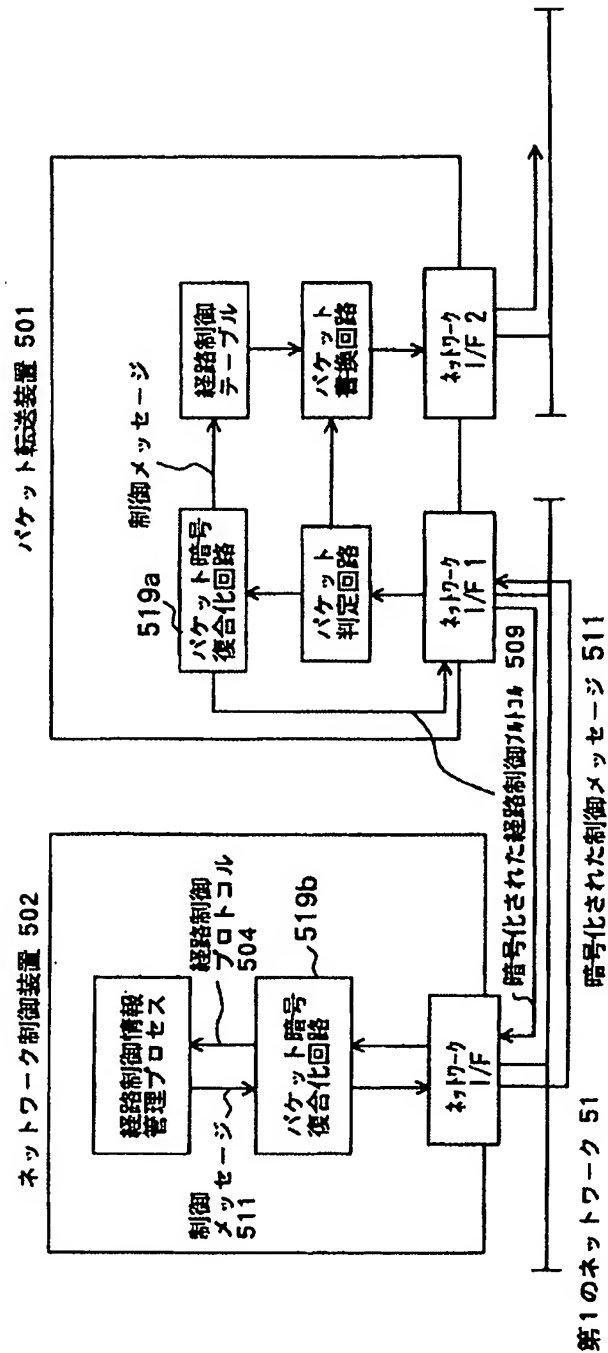 パケット転送装置 501
519a
パケット暗号
復合化回路
制御メッセージ
経路制御
テーブル
パケット
判定回路
パケット
書換回路
ネットワーク
I/F 1
ネットワーク
I/F 2
ネットワーク制御装置 502
経路制御情報
管理プロセス
制御
メッセージ
511
経路制御
プロトコル
504
519b
パケット暗号
復合化回路
ネットワーク
I/F
暗号化された経路制御プロトコル 509
第1のネットワーク 51
暗号化された制御メッセージ 511